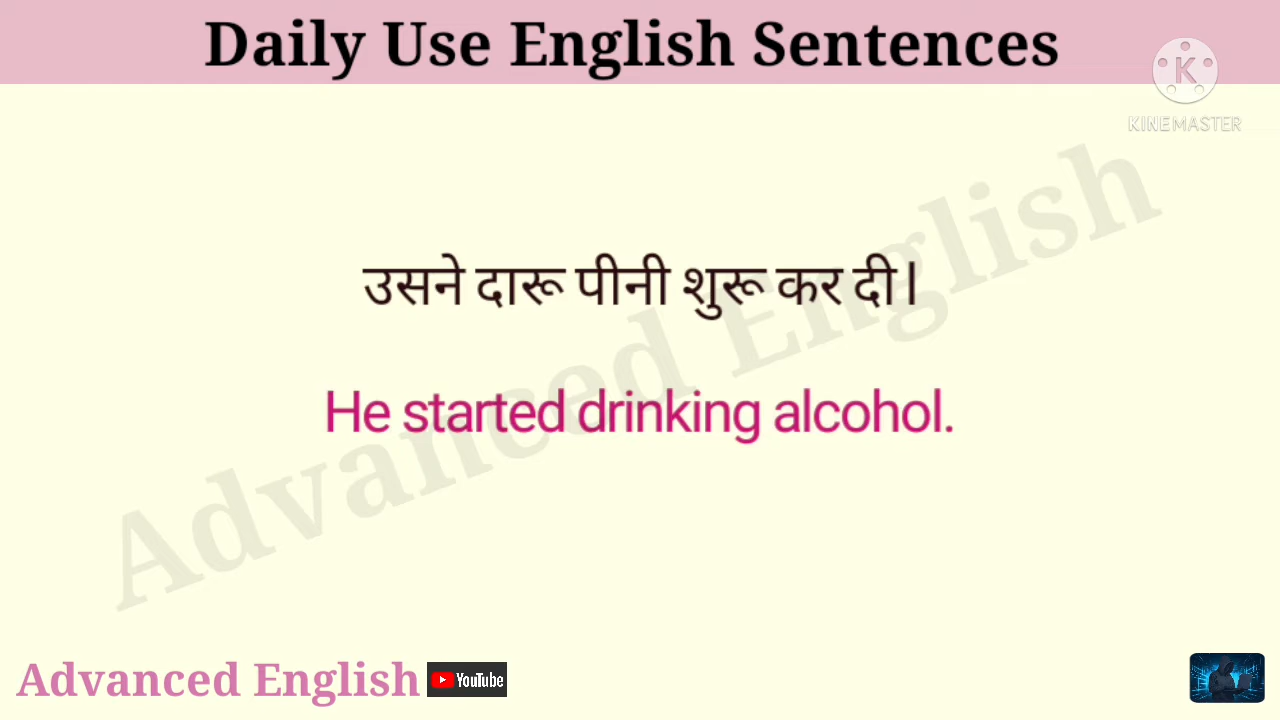 Daily Use English Sentences
K
KINEMASTER
उसने दारू पीनी शुरू कर दी।
He started drinking alcohol.
Advanced English
Advanced English YouTube